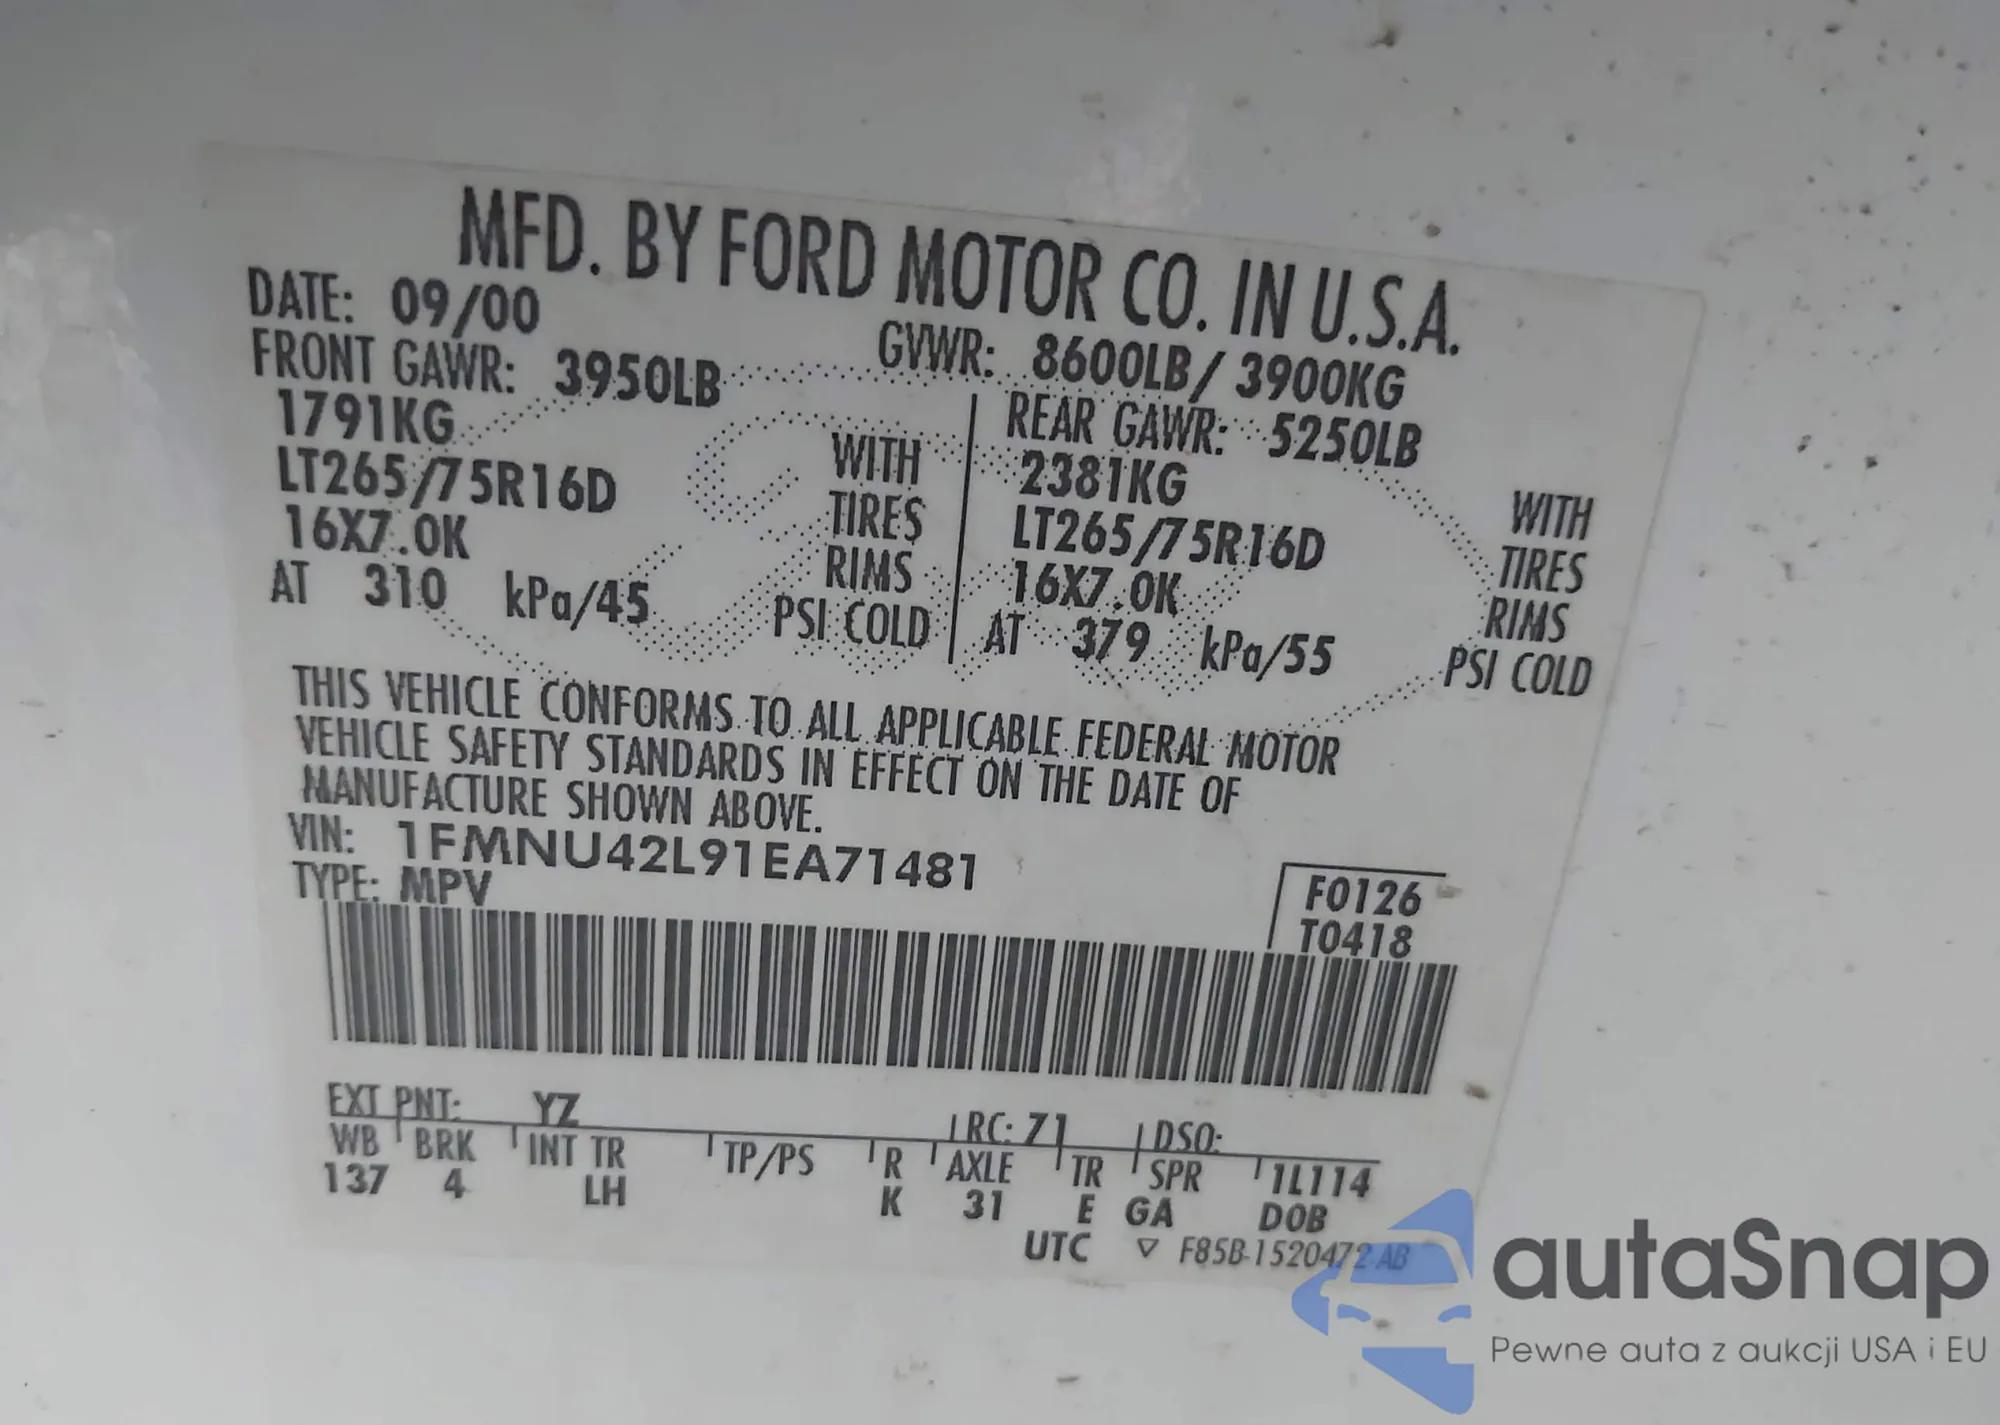 MFD. BY FORD MOTOR CO. IN U.S.A.
DATE: 09/00 GVWR: 8600LB/ 3900KG
FRONT GAWR: 3950LB REAR GAWR: 5250LB
1791KG WITH 2381KG WITH
LT265/75R16D TIRES LT265/75R16D TIRES
16X7.0K RIMS 16X7.0K RIMS
AT 310 kPa/45 PSI COLD AT 379 kPa/55 PSI COLD
THIS VEHICLE CONFORMS TO ALL APPLICABLE FEDERAL MOTOR
VEHICLE SAFETY STANDARDS IN EFFECT ON THE DATE OF
MANUFACTURE SHOWN ABOVE.
VIN: 1FMNU42L91EA71481
TYPE: MPV
F0126
T0418
EXT PNT: YZ RC: 71 DSO:
WB BRK INT TR TP/PS R AXLE TR SPR 1L114
137 4 LH K 31 E GA DOB
UTC ▽ F85B-1520472-AB
autaSnap
Pewne auta z aukcji USA i EU